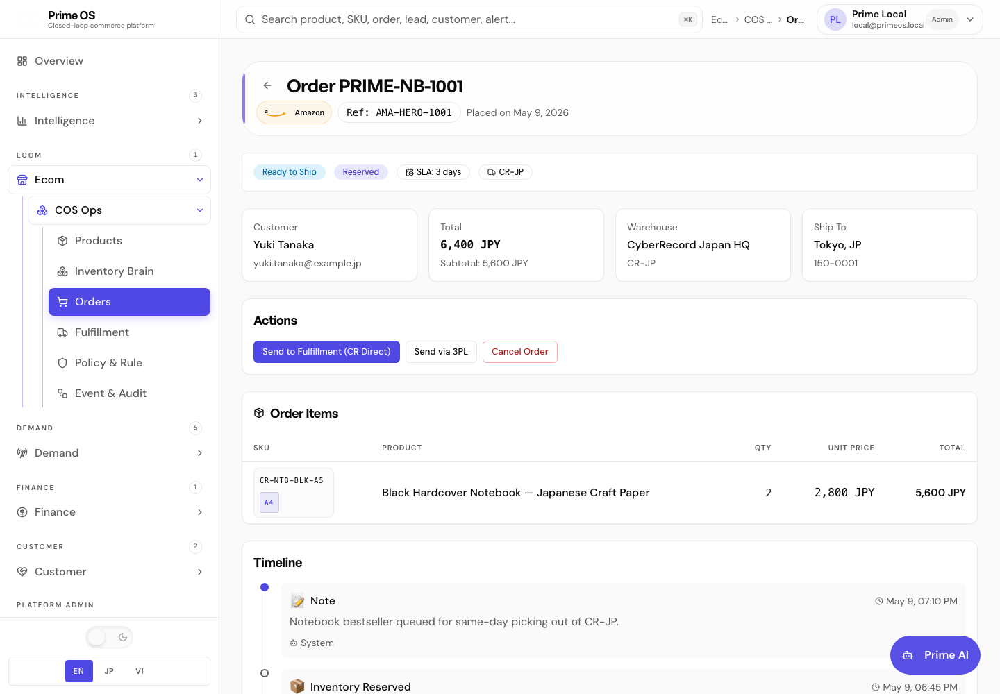 Prime OS
Closed-loop commerce platform
Search product, SKU, order, lead, customer, alert...
⌘K
Ec... > COS ... > Or...
PL
Prime Local
local@primeos.local
Admin
Overview
INTELLIGENCE
3
Intelligence
ECOM
1
Ecom
COS Ops
Products
Inventory Brain
Orders
Fulfillment
Policy & Rule
Event & Audit
DEMAND
6
Demand
FINANCE
1
Finance
CUSTOMER
2
Customer
PLATFORM ADMIN
EN JP VI
Order PRIME-NB-1001
a Amazon
Ref: AMA-HERO-1001
Placed on May 9, 2026
Ready to Ship
Reserved
SLA: 3 days
CR-JP
Customer
Yuki Tanaka
yuki.tanaka@example.jp
Total
6,400 JPY
Subtotal: 5,600 JPY
Warehouse
CyberRecord Japan HQ
CR-JP
Ship To
Tokyo, JP
150-0001
Actions
Send to Fulfillment (CR Direct)
Send via 3PL
Cancel Order
Order Items
SKU PRODUCT QTY UNIT PRICE TOTAL
CR-NTB-BLK-A5
A4
Black Hardcover Notebook — Japanese Craft Paper 2 2,800 JPY 5,600 JPY
Timeline
Note
May 9, 07:10 PM
Notebook bestseller queued for same-day picking out of CR-JP.
System
Inventory Reserved
May 9, 06:45 PM
Prime AI